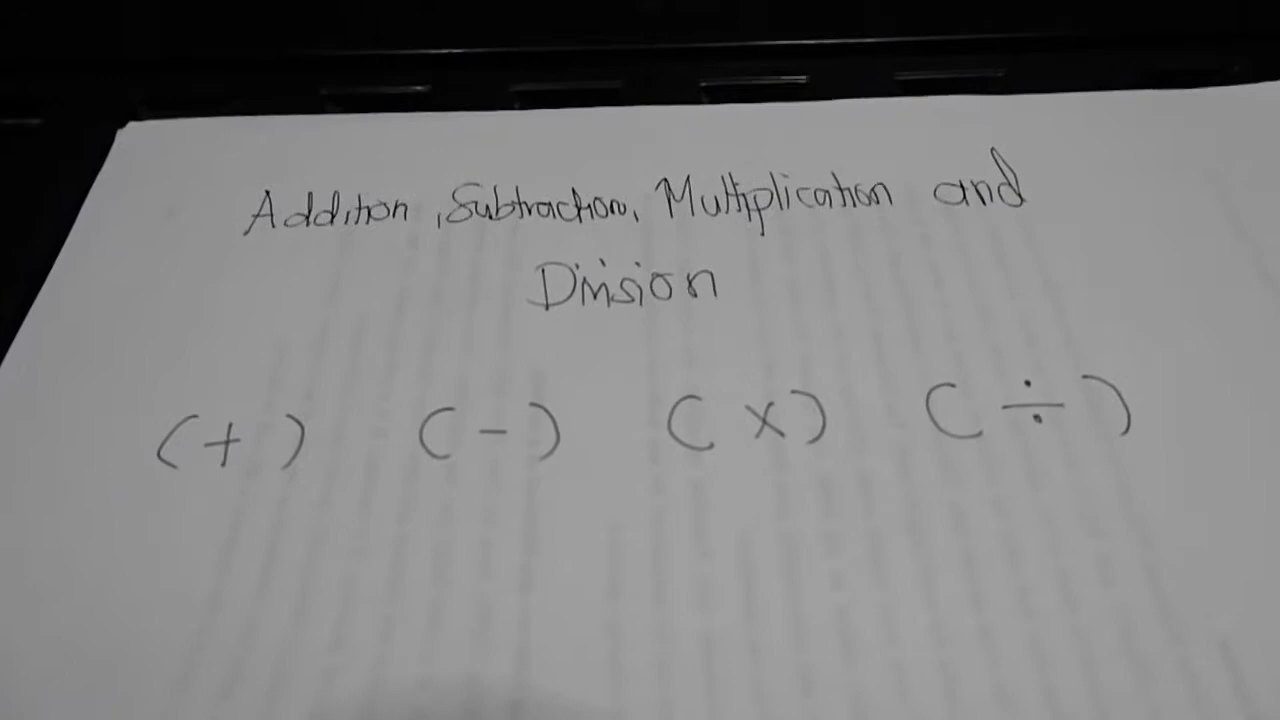 Addition, Subtraction, Multiplication and
Division
(+) (-) (×) (÷)